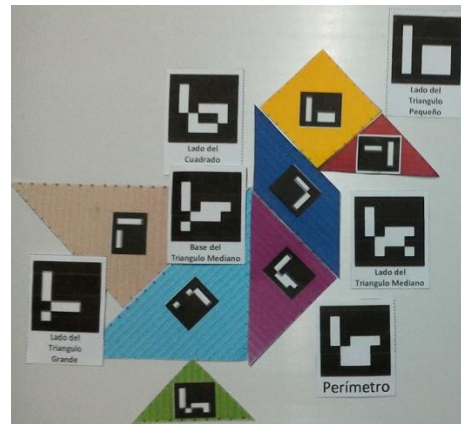 Lado del
Triangulo
Pequeño
Lado del
Cuadrado
Base del
Triangulo Mediano
Lado del
Triangulo Mediano
Lado del
Triangulo
Grande
Perímetro